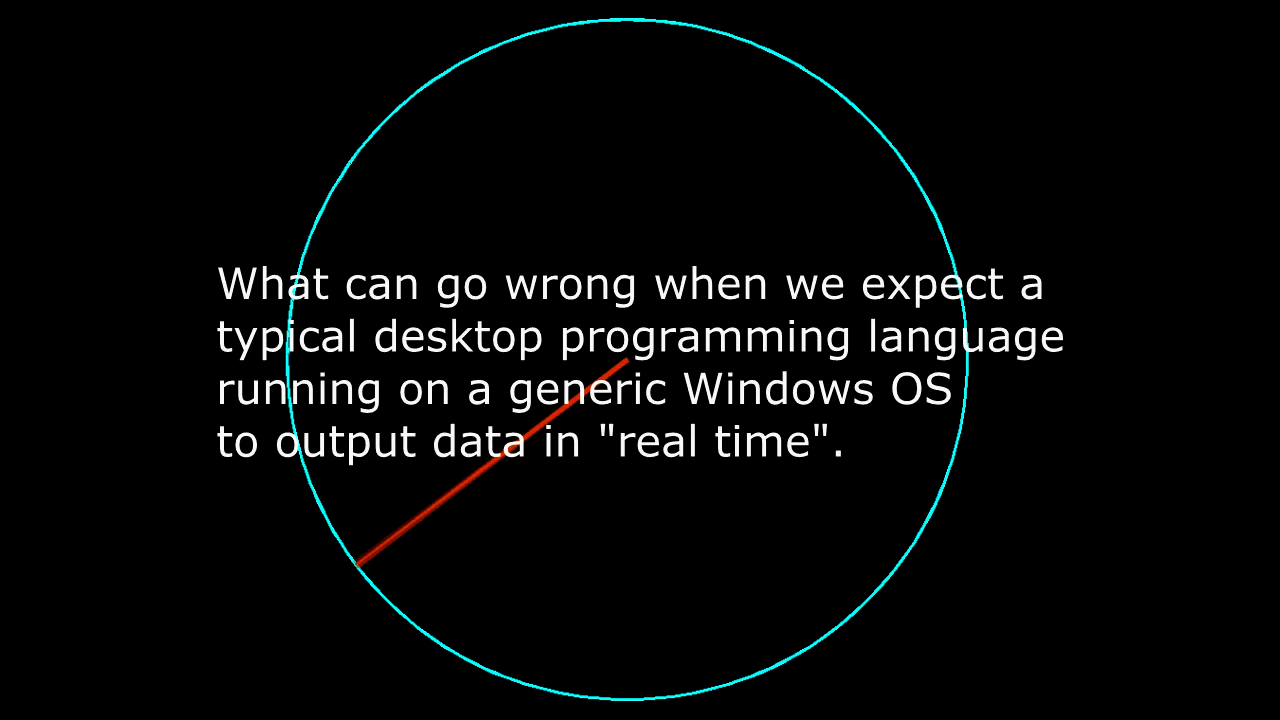 What can go wrong when we expect a
typical desktop programming language
running on a generic Windows OS
to output data in "real time".